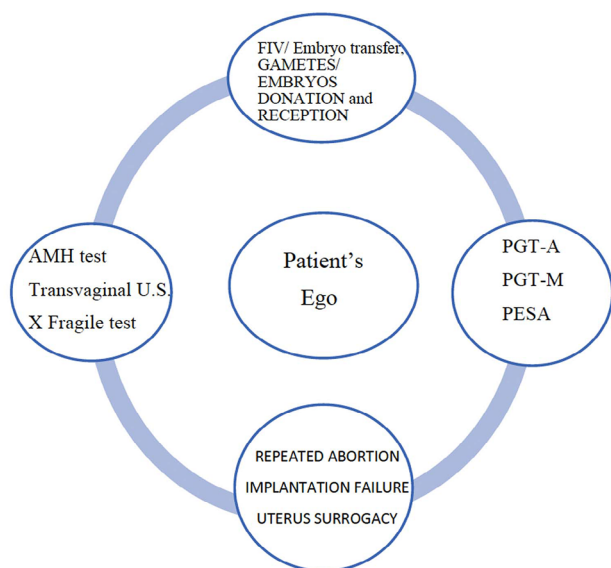 FIV/ Embryo transfer,
GAMETES/
EMBRYOS
DONATION and
RECEPTION
AMH test
Transvaginal U.S.
X Fragile test
Patient’s
Ego
PGT-A
PGT-M
PESA
REPEATED ABORTION
IMPLANTATION FAILURE
UTERUS SURROGACY